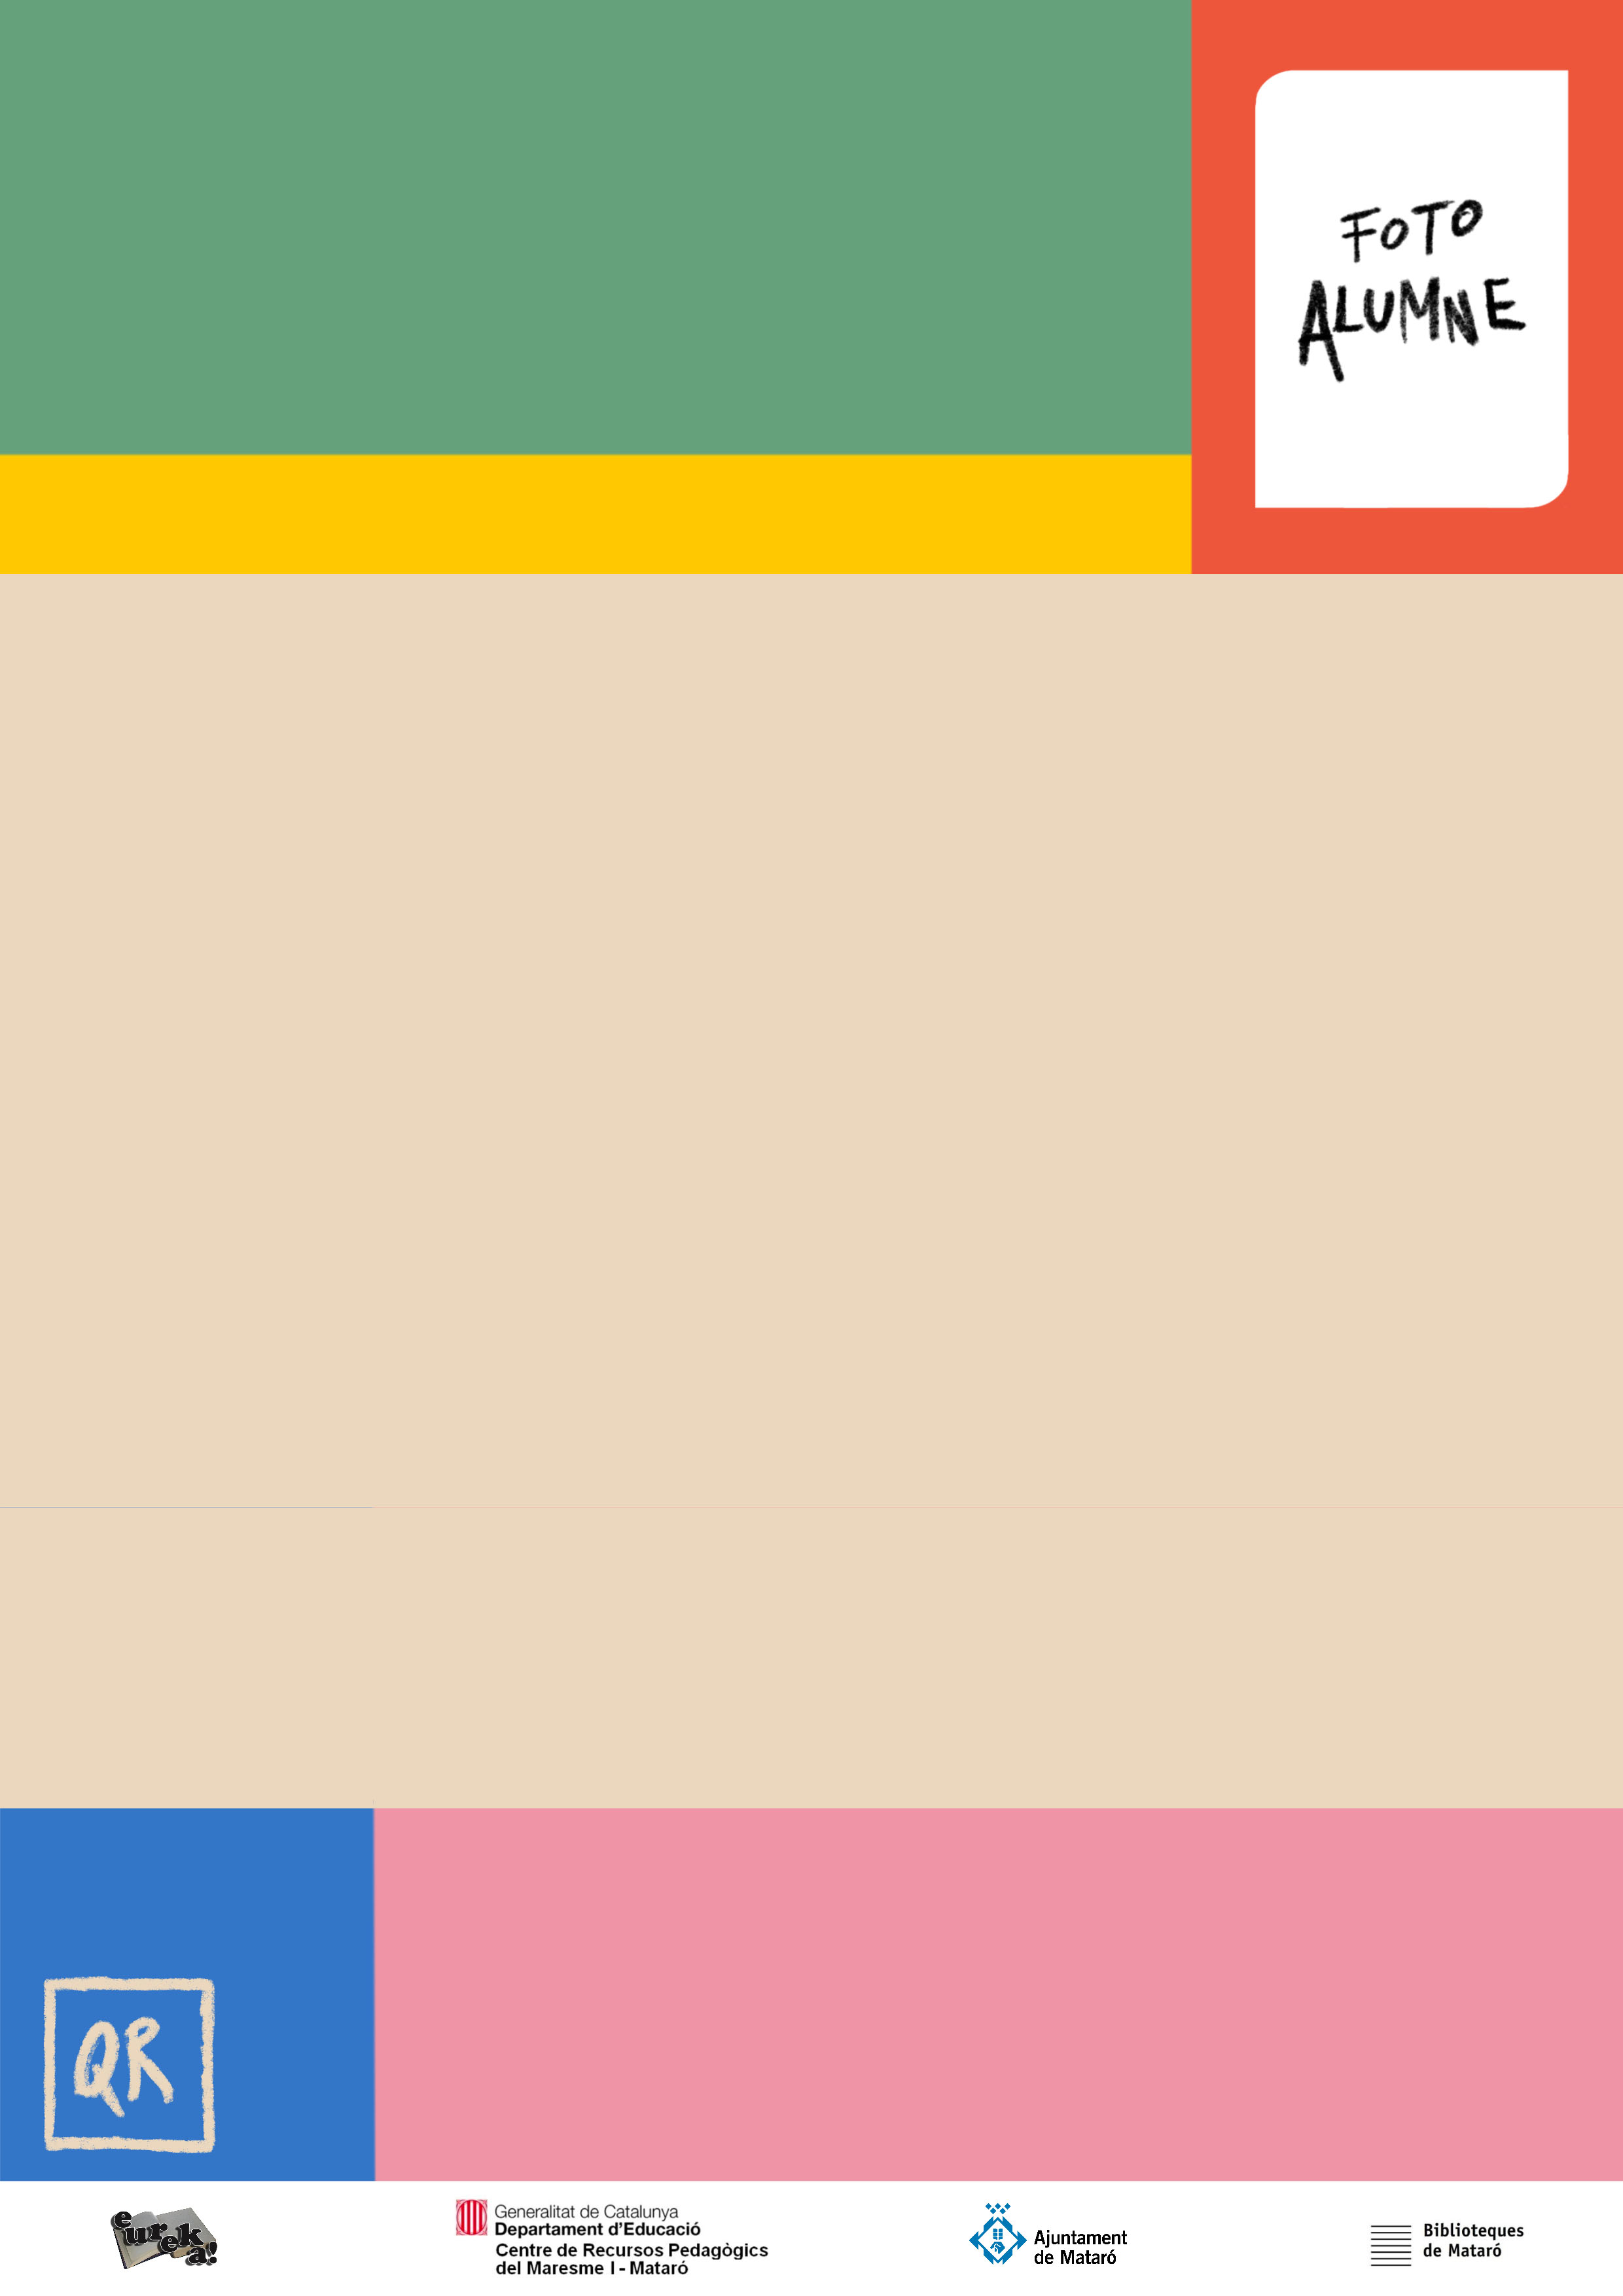 FOTO
ALUMNE
QR
eureka!
Generalitat de Catalunya
Departament d'Educació
Centre de Recursos Pedagògics
del Maresme I - Mataró
Ajuntament
de Mataró
Biblioteques
de Mataró